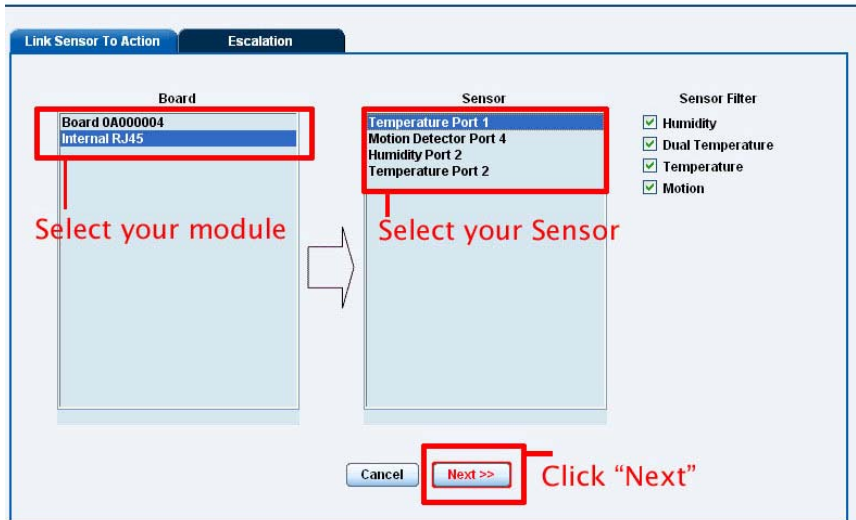 Link Sensor To Action Escalation
Board Sensor Sensor Filter
Board 0A000004
Internal RJ45
Select your module
Temperature Port 1
Motion Detector Port 4
Humidity Port 2
Temperature Port 2
Select your Sensor
Humidity
Dual Temperature
Temperature
Motion
Cancel Next >> Click “Next”